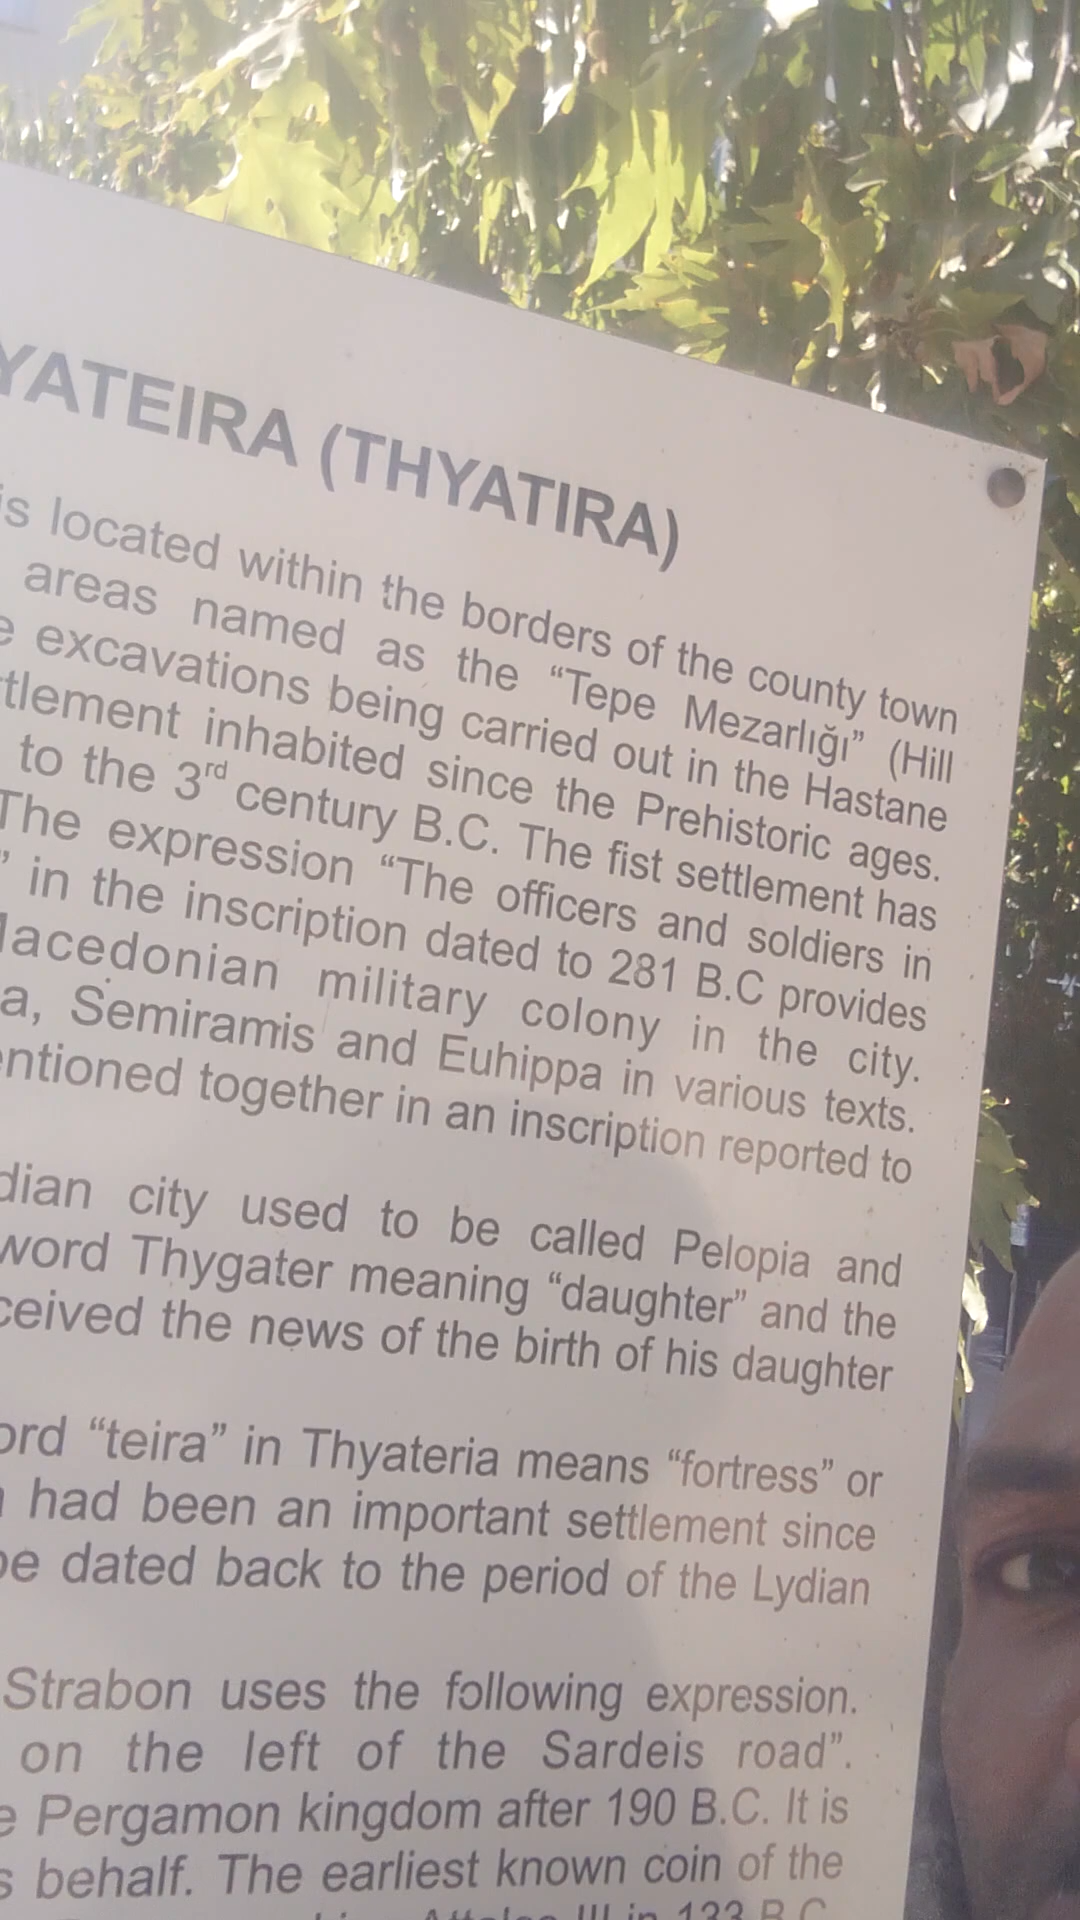 YATEIRA (THYATIRA)
is located within the borders of the county town
areas named as the “Tepe Mezarlığı” (Hill
e excavations being carried out in the Hastane
tlement inhabited since the Prehistoric ages.
to the 3rd century B.C. The fist settlement has
The expression “The officers and soldiers in
” in the inscription dated to 281 B.C provides
Macedonian military colony in the city.
a, Semiramis and Euhippa in various texts.
entioned together in an inscription reported to
dian city used to be called Pelopia and
word Thygater meaning “daughter” and the
ceived the news of the birth of his daughter
ord “teira” in Thyateria means “fortress” or
had been an important settlement since
be dated back to the period of the Lydian
Strabon uses the following expression.
on the left of the Sardeis road”.
e Pergamon kingdom after 190 B.C. It is
s behalf. The earliest known coin of the
III in 133 B.C.